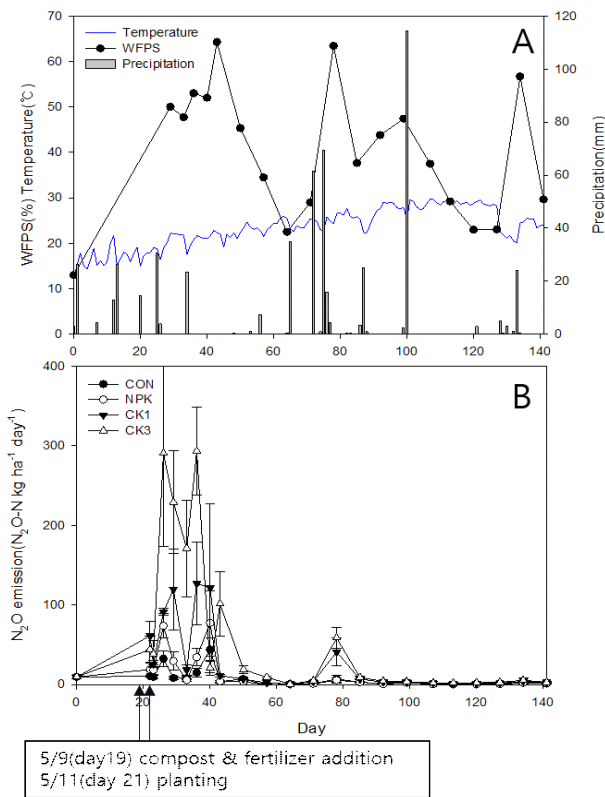 A
Temperature
WFPS
Precipitation
WFPS(%) Temperature(℃)
Precipitation(mm)
70
60
50
40
30
20
10
0
120
100
80
60
40
20
0
0 20 40 60 80 100 120 140
B
CON
NPK
CK1
CK3
N₂O emission(N₂O-N kg ha⁻¹ day⁻¹)
400
300
200
100
0
0 20 40 60 80 100 120 140
Day
5/9(day19) compost & fertilizer addition
5/11(day 21) planting